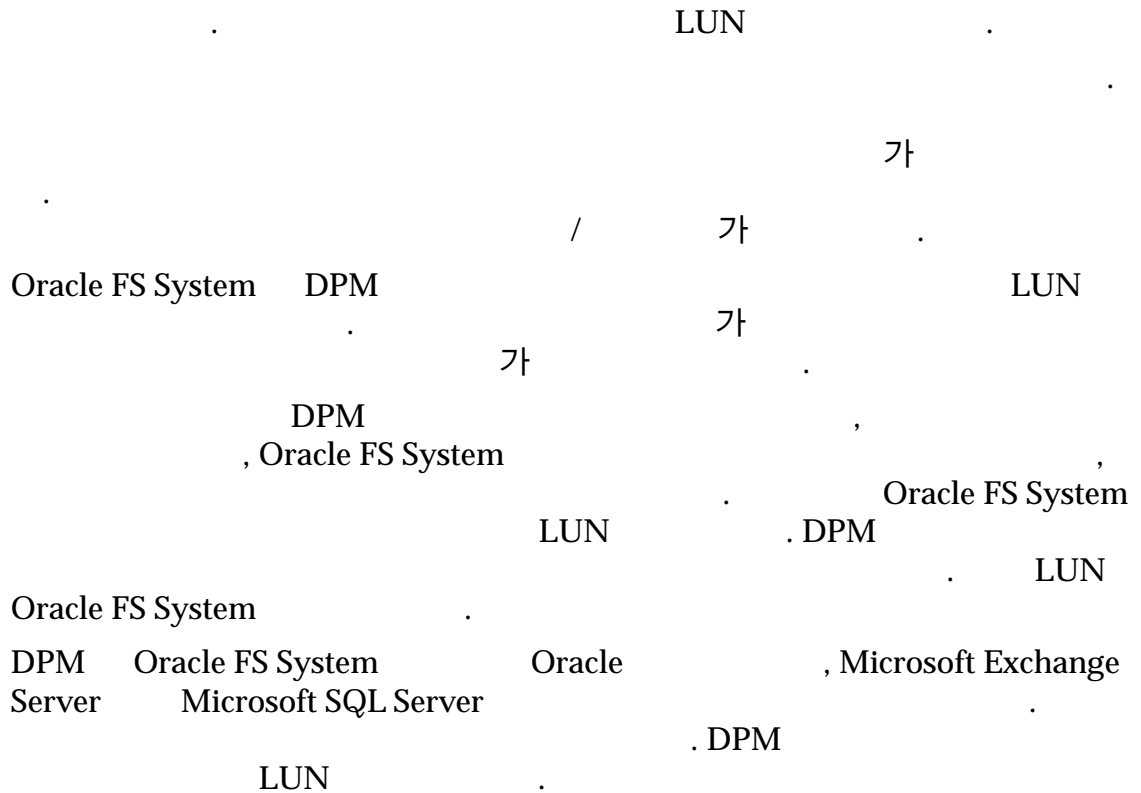 . LUN .
.
가
.
/ 가 .
Oracle FS System DPM LUN
. 가
가 .
DPM ,
, Oracle FS System ,
. Oracle FS System
LUN . DPM
. LUN
Oracle FS System .
DPM Oracle FS System Oracle , Microsoft Exchange
Server Microsoft SQL Server .
. DPM
LUN .